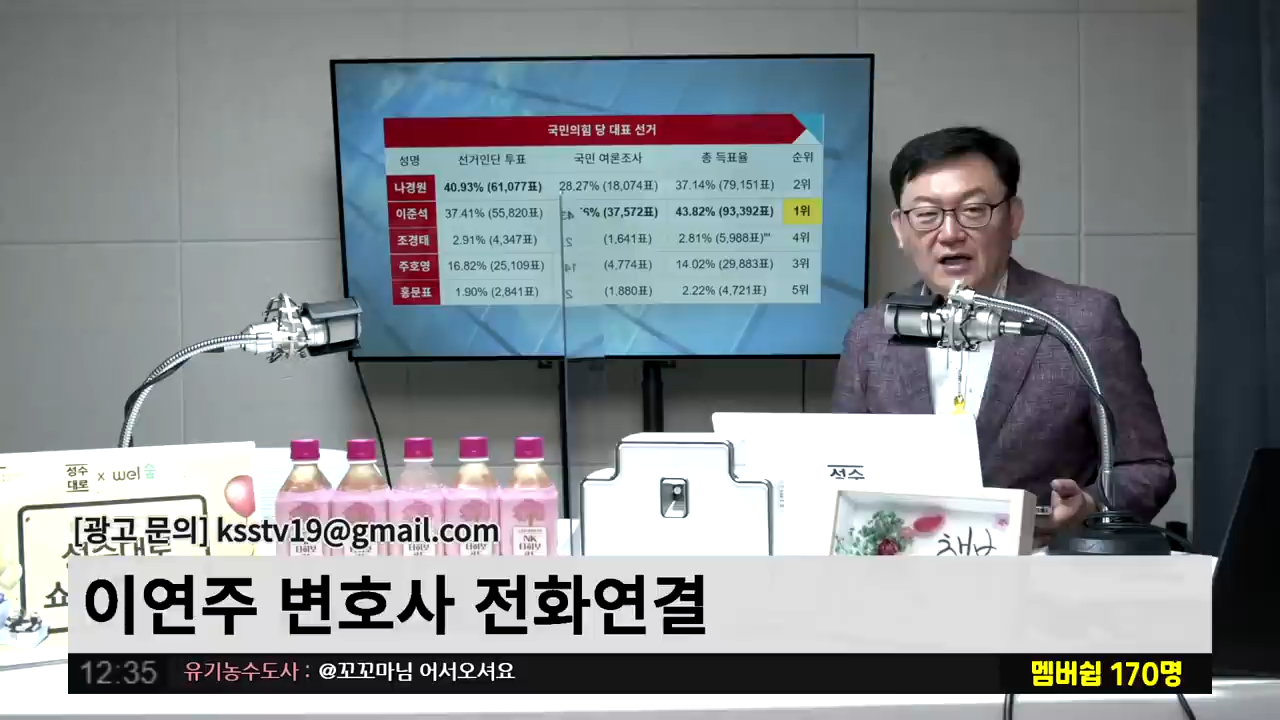 국민의힘 당 대표 선거
성명 선거인단 투표 국민 여론조사 총 득표율 순위
나경원 40.93% (61,077표) 28.27% (18,074표) 37.14% (79,151표) 2위
이준석 37.41% (55,820표) 6% (37,572표) 43.82% (93,392표) 1위
조경태 2.91% (4,347표) (1,641표) 2.81% (5,988표) 4위
주호영 16.82% (25,109표) (4,774표) 14.02% (29,883표) 3위
홍문표 1.90% (2,841표) (1,880표) 2.22% (4,721표) 5위
성수대로 x wel 숨
성수
NK
[광고 문의] ksstv19@gmail.com
이연주 변호사 전화연결
12:35 유기농수도사 : @꼬꼬마님 어서오셔요
멤버쉽 170명